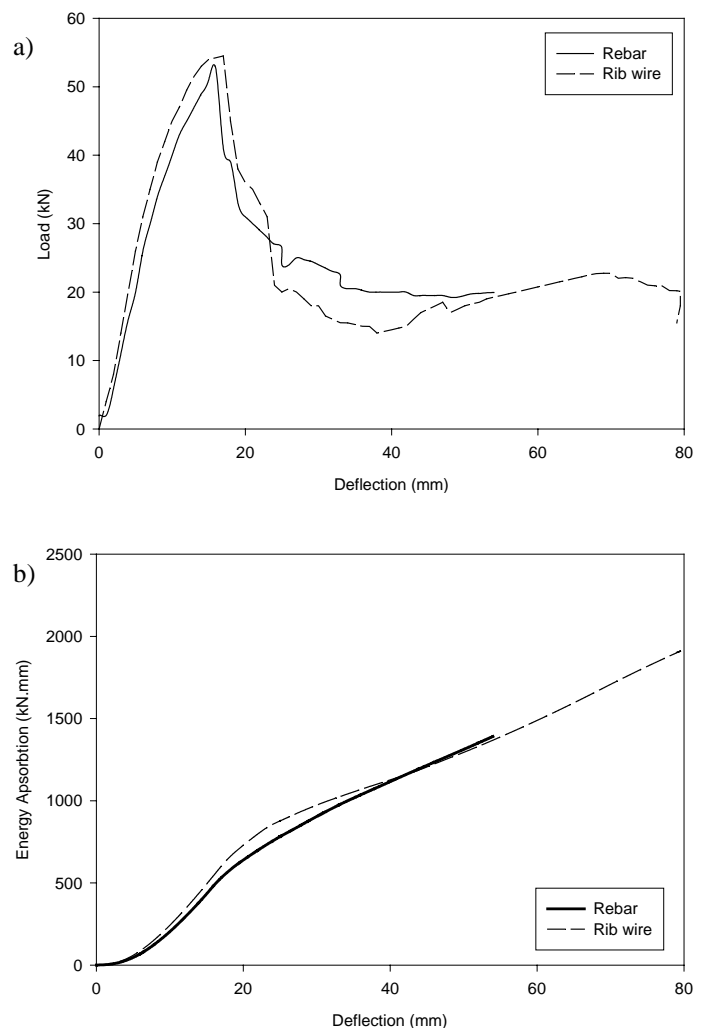 a)
60
50
40
30
20
10
0
Load (kN)
Rebar
Rib wire
0 20 40 60 80
Deflection (mm)
b)
2500
2000
1500
1000
500
0
Energy Apsorbtion (kN.mm)
Rebar
Rib wire
0 20 40 60 80
Deflection (mm)